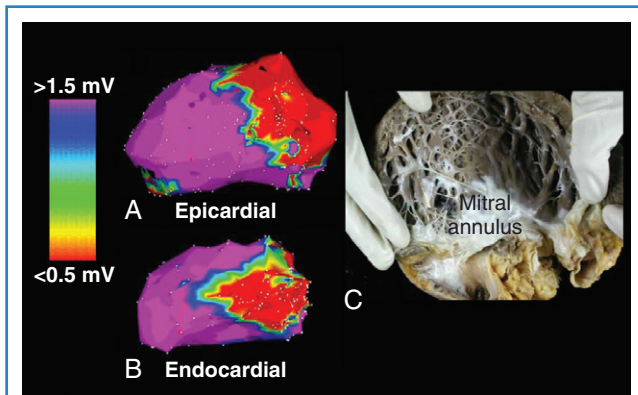 >1.5 mV
<0.5 mV
A Epicardial
B Endocardial
Mitral
annulus
C